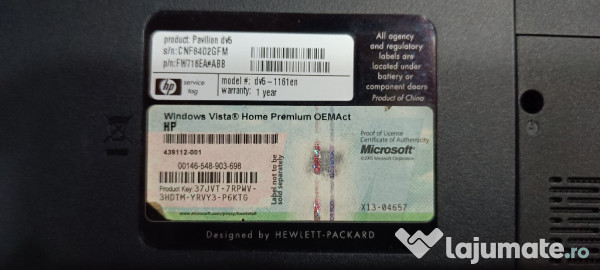 product: Pavilion dv5
s/n: CNF8402GFM
p/n: FW716EA#ABB
hp
service
tag
model #: dv5-1161en
warranty: 1 year
All agency
and regulatory
labels are
located under
battery or
component doors
Product of China
Windows Vista® Home Premium OEMAct
HP
439112-001
00146-548-903-698
Product Key: 37JVT-7RPWV-
3HDTM-YRVY3-P6KTG
Label not to be
sold separately
Proof of License
Certificate of Authenticity
Microsoft®
X13-04657
Designed by HEWLETT-PACKARD
lajumate.ro